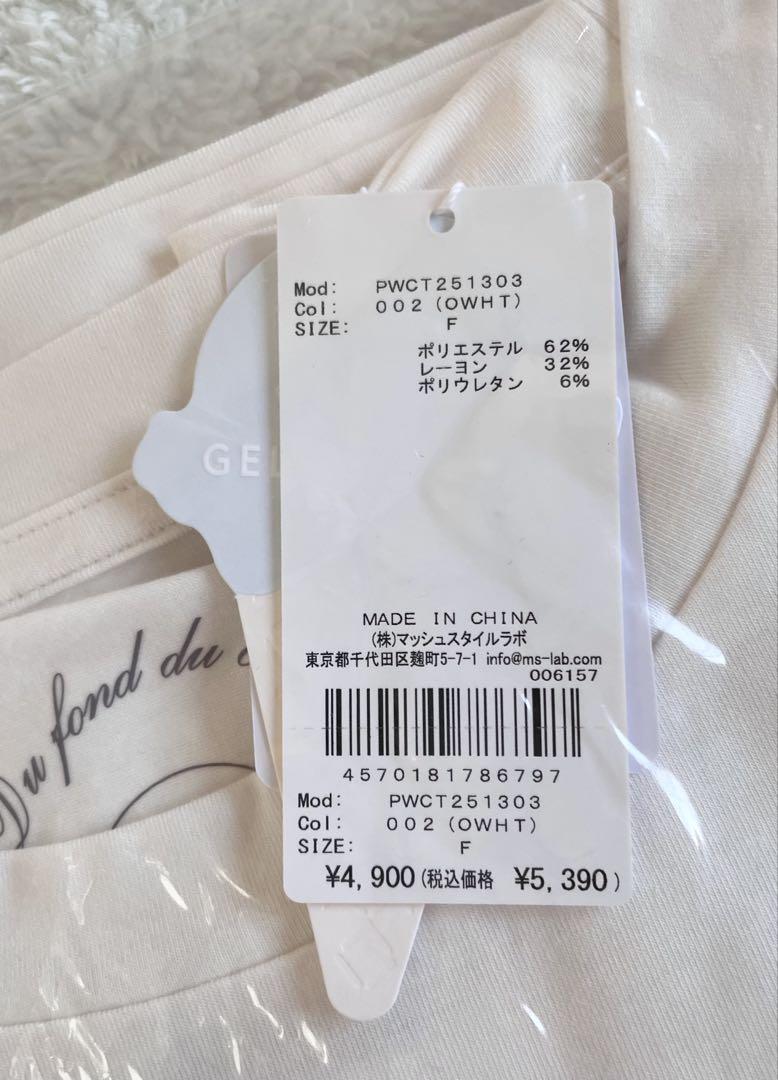 Mod: PWCT251303
Col: 002(OWHT)
SIZE: F
ポリエステル 62%
レーヨン 32%
ポリウレタン 6%
GEL
MADE IN CHINA
(株)マッシュスタイルラボ
東京都千代田区麹町5-7-1 info@ms-lab.com
006157
4570181786797
Mod: PWCT251303
Col: 002(OWHT)
SIZE: F
¥4,900(税込価格 ¥5,390)
Du fond du